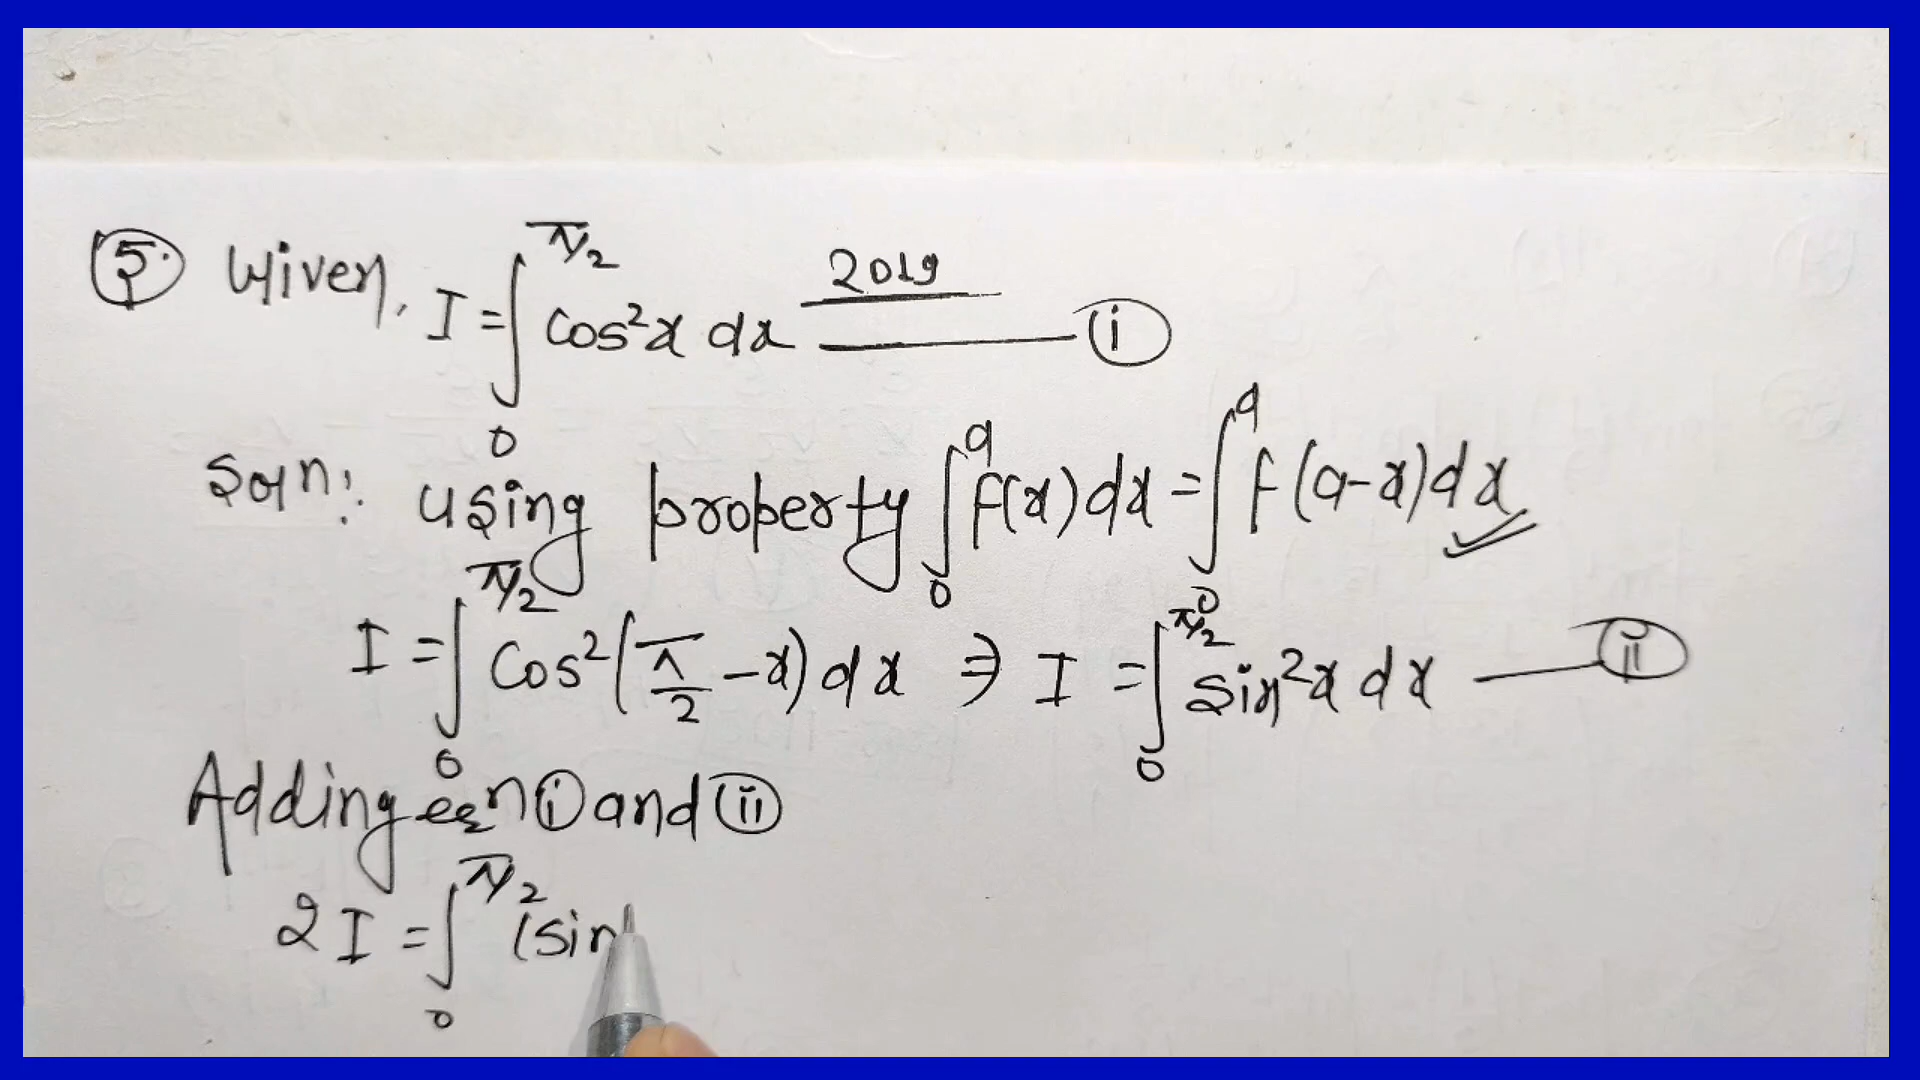 5. Given, I = ∫₀^(π/2) cos²x dx ——— (i)
2019
Soln: using property ∫₀^a f(x) dx = ∫₀^a f(a-x) dx
I = ∫₀^(π/2) Cos²(π/2 - x) dx ⇒ I = ∫₀^(π/2) sin²x dx — (ii)
Adding eqn (i) and (ii)
2I = ∫₀^(π/2) (sin